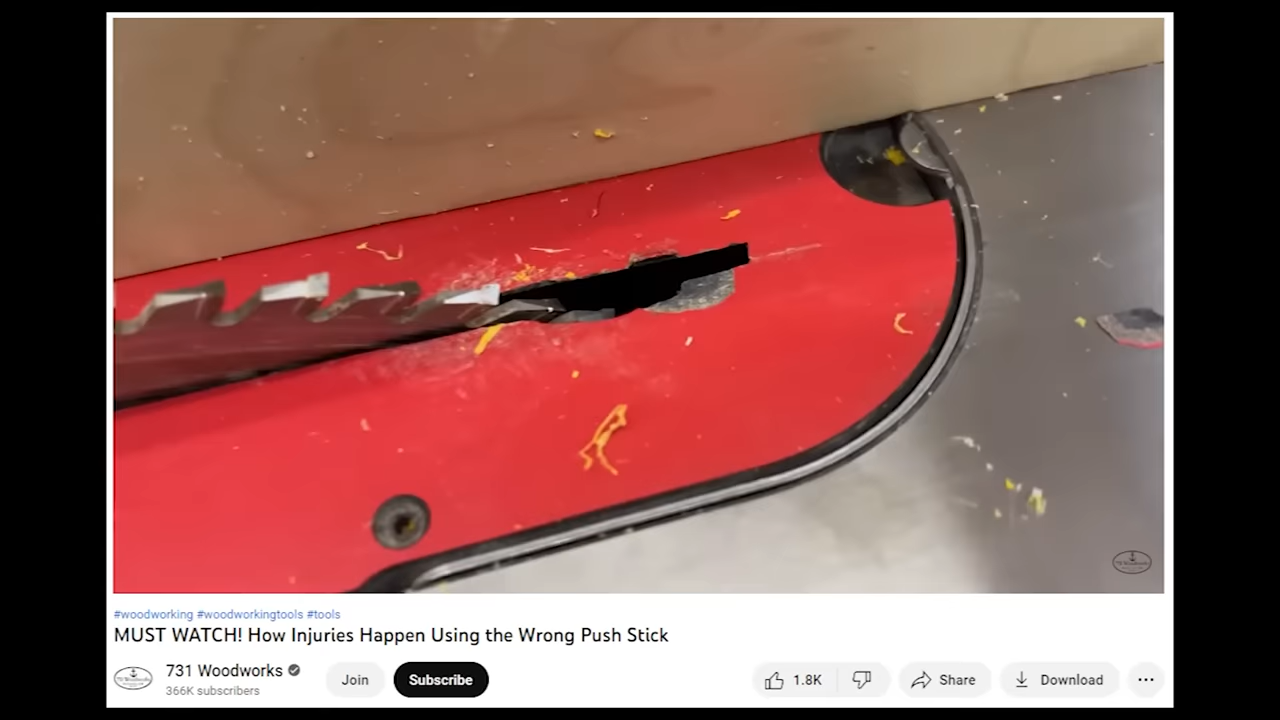 #woodworking #woodworkingtools #tools
MUST WATCH! How Injuries Happen Using the Wrong Push Stick
731 Woodworks
366K subscribers
Join
Subscribe
1.8K
Share
Download